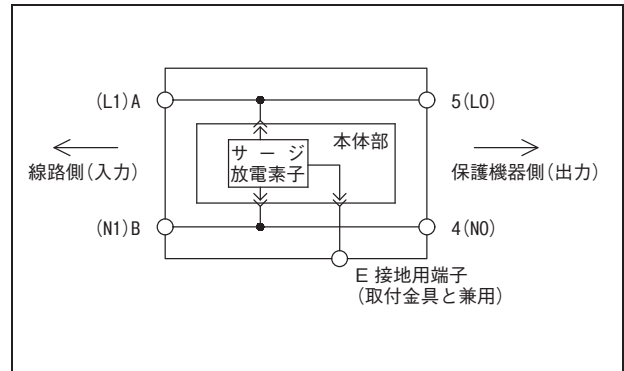 (L1)A
5(LO)
本体部
サージ
放電素子
線路側(入力)
保護機器側(出力)
(N1)B
4(NO)
E 接地用端子
(取付金具と兼用)